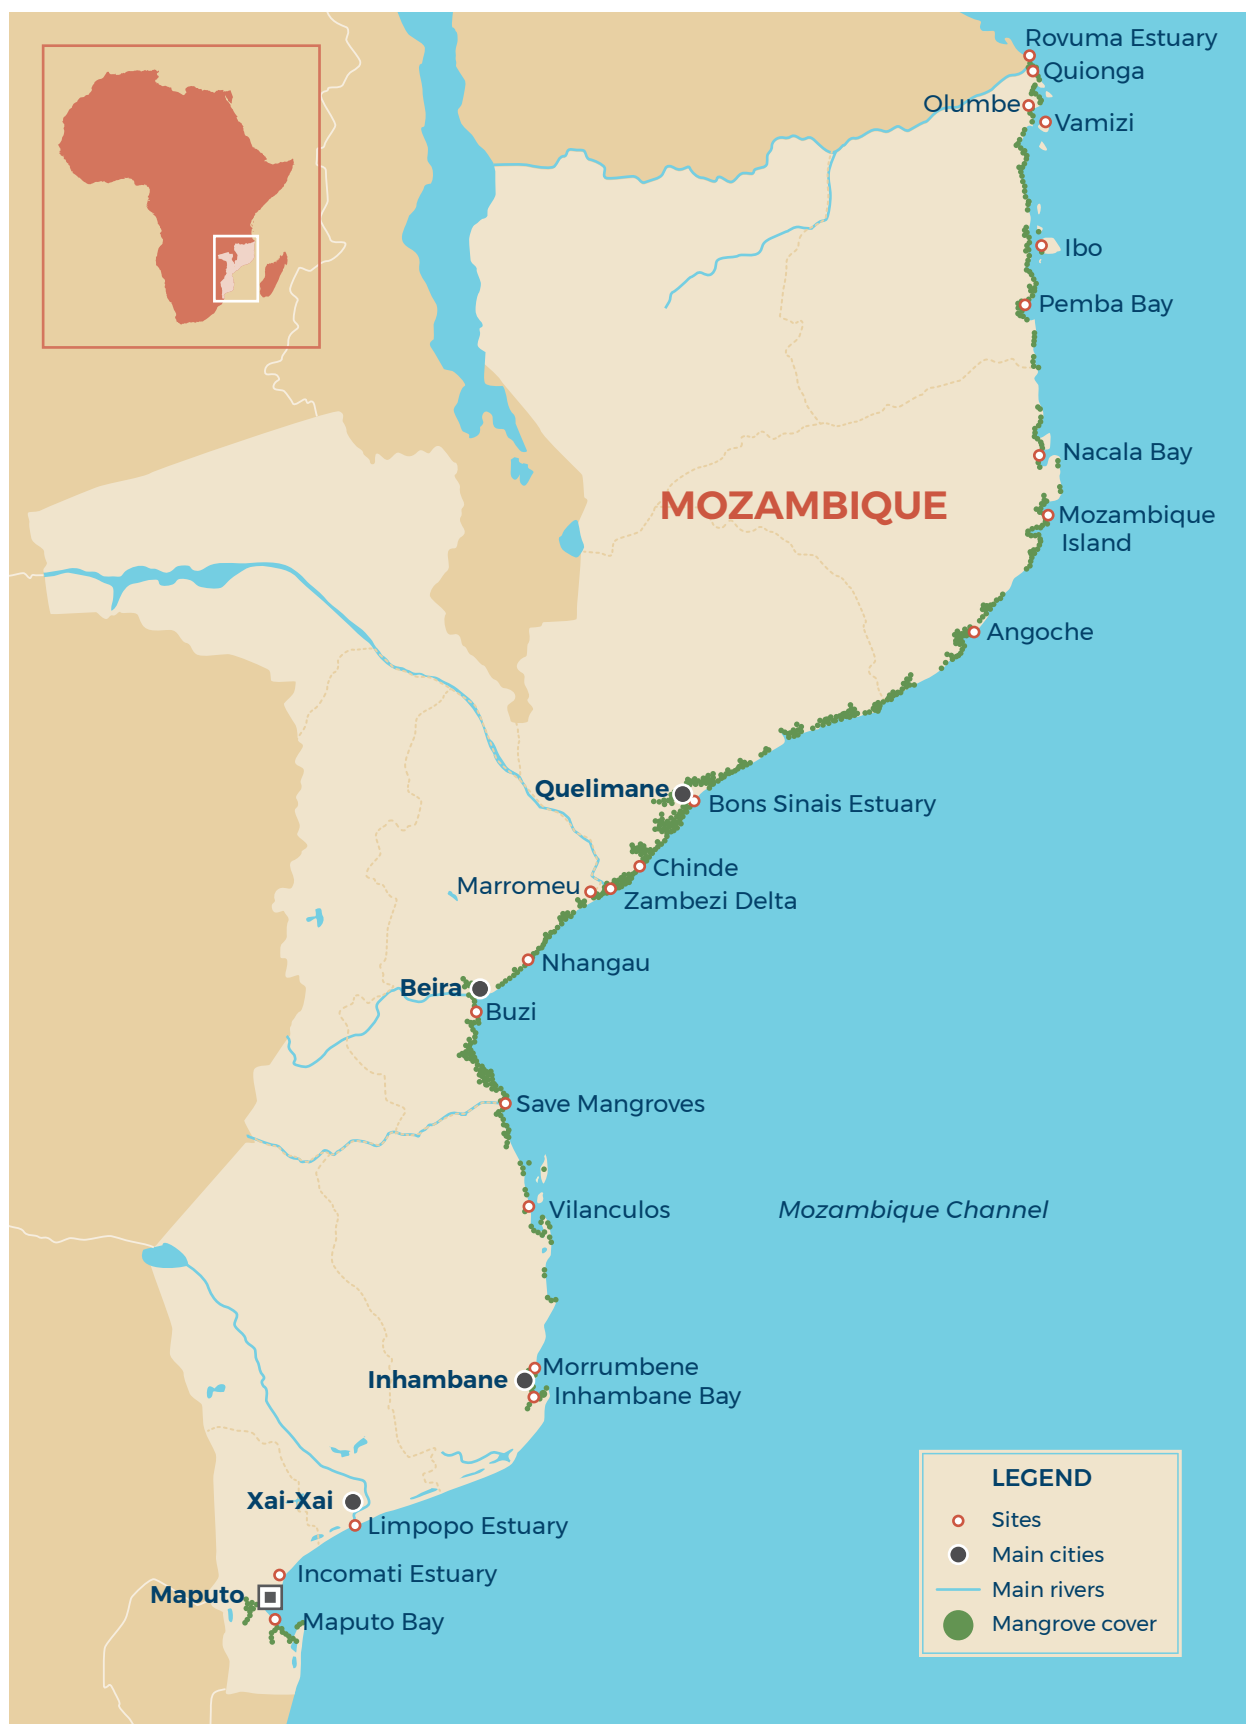 Rovuma Estuary
Quionga
Olumbe
Vamizi
Ibo
Pemba Bay
Nacala Bay
MOZAMBIQUE
Mozambique
Island
Angoche
Quelimane
Bons Sinais Estuary
Chinde
Marromeu
Zambezi Delta
Nhangau
Beira
Buzi
Save Mangroves
Vilanculos
Mozambique Channel
Morrumbene
Inhambane
Inhambane Bay
Xai-Xai
Limpopo Estuary
Incomati Estuary
Maputo
Maputo Bay
LEGEND
Sites
Main cities
Main rivers
Mangrove cover